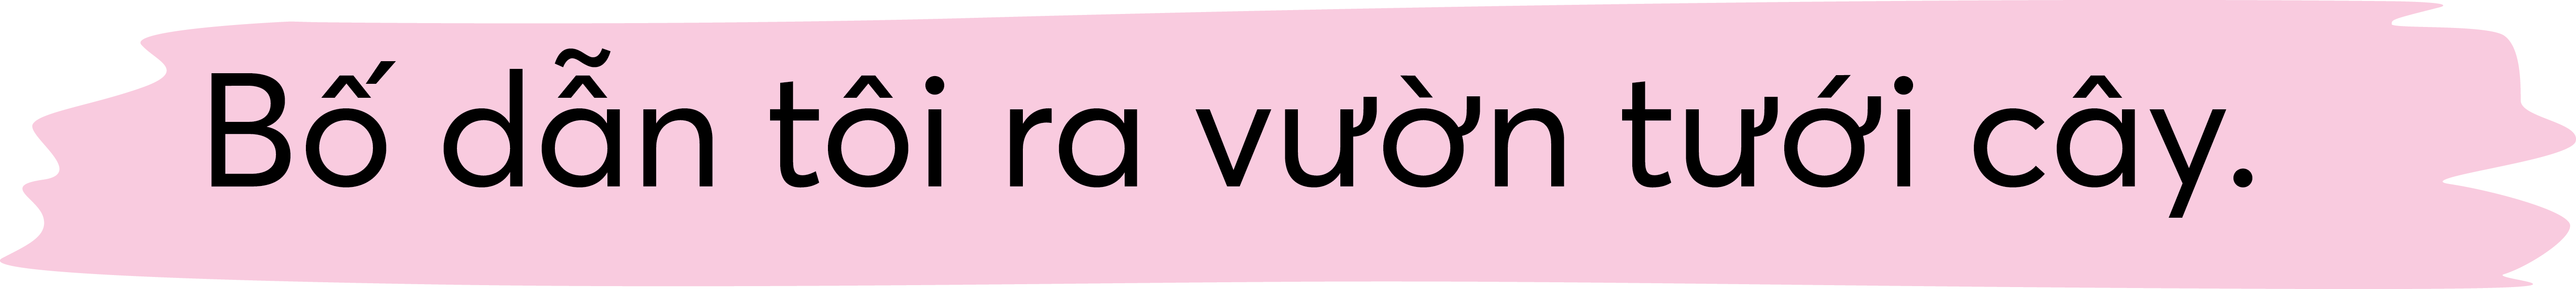 Bố dẫn tôi ra vườn tưới cây.